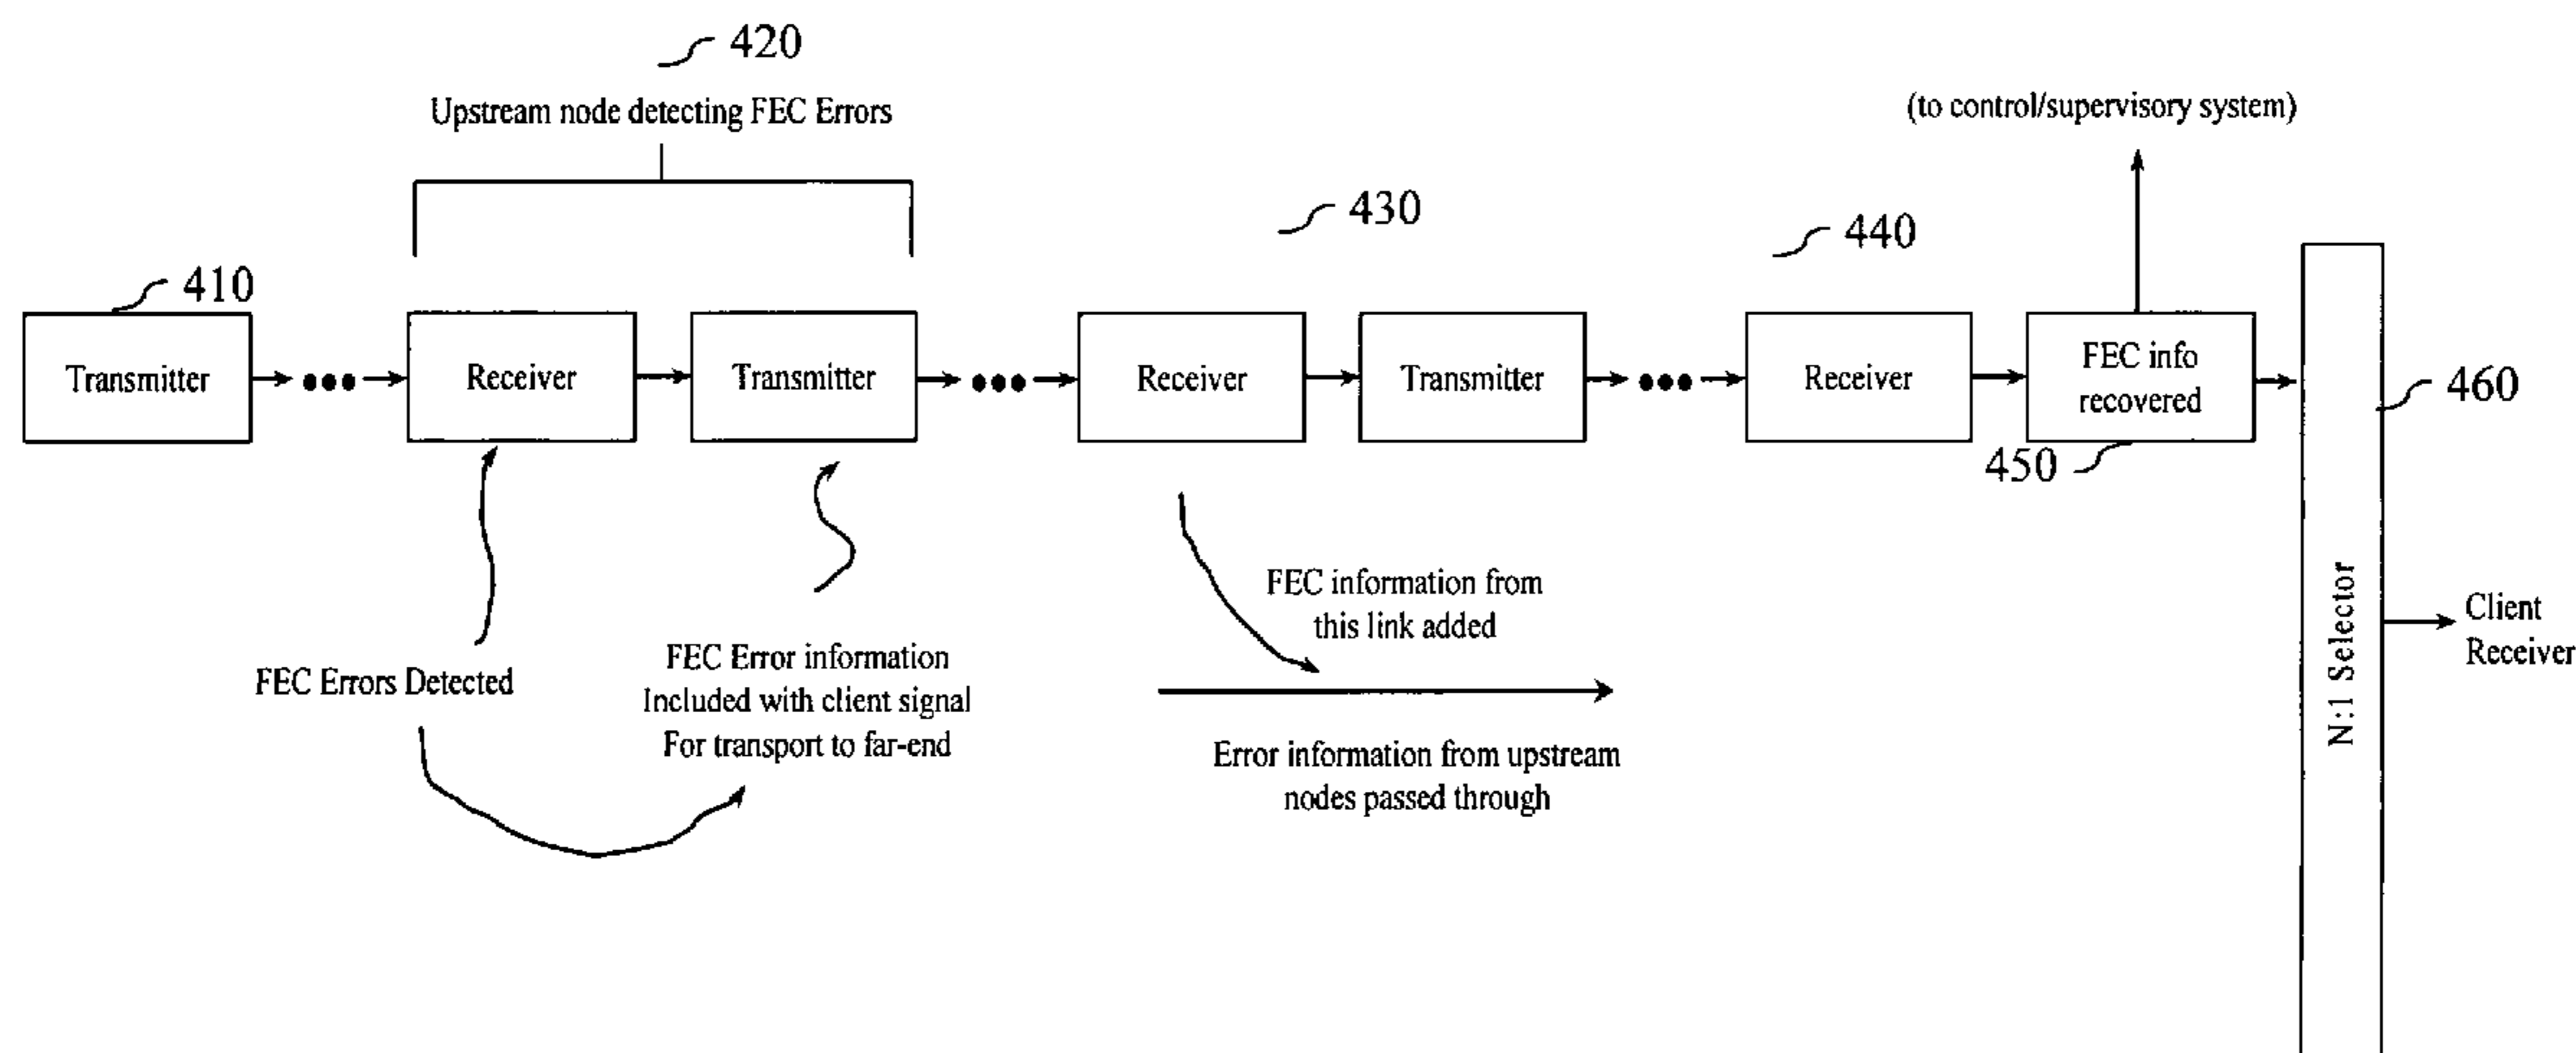 420
Upstream node detecting FEC Errors
(to control/supervisory system)
430
440
410
Transmitter
Receiver
Transmitter
Receiver
Transmitter
Receiver
FEC info
recovered
450
460
FEC Errors Detected
FEC Error information
Included with client signal
For transport to far-end
FEC information from
this link added
Error information from upstream
nodes passed through
N:1 Selector
Client
Receiver